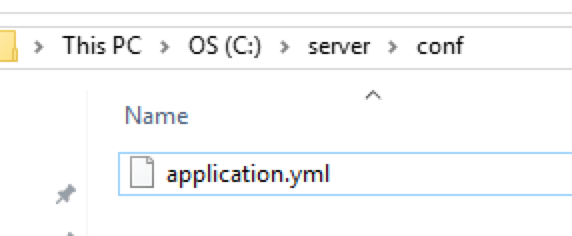 This PC > OS (C:) > server > conf
Name
application.yml